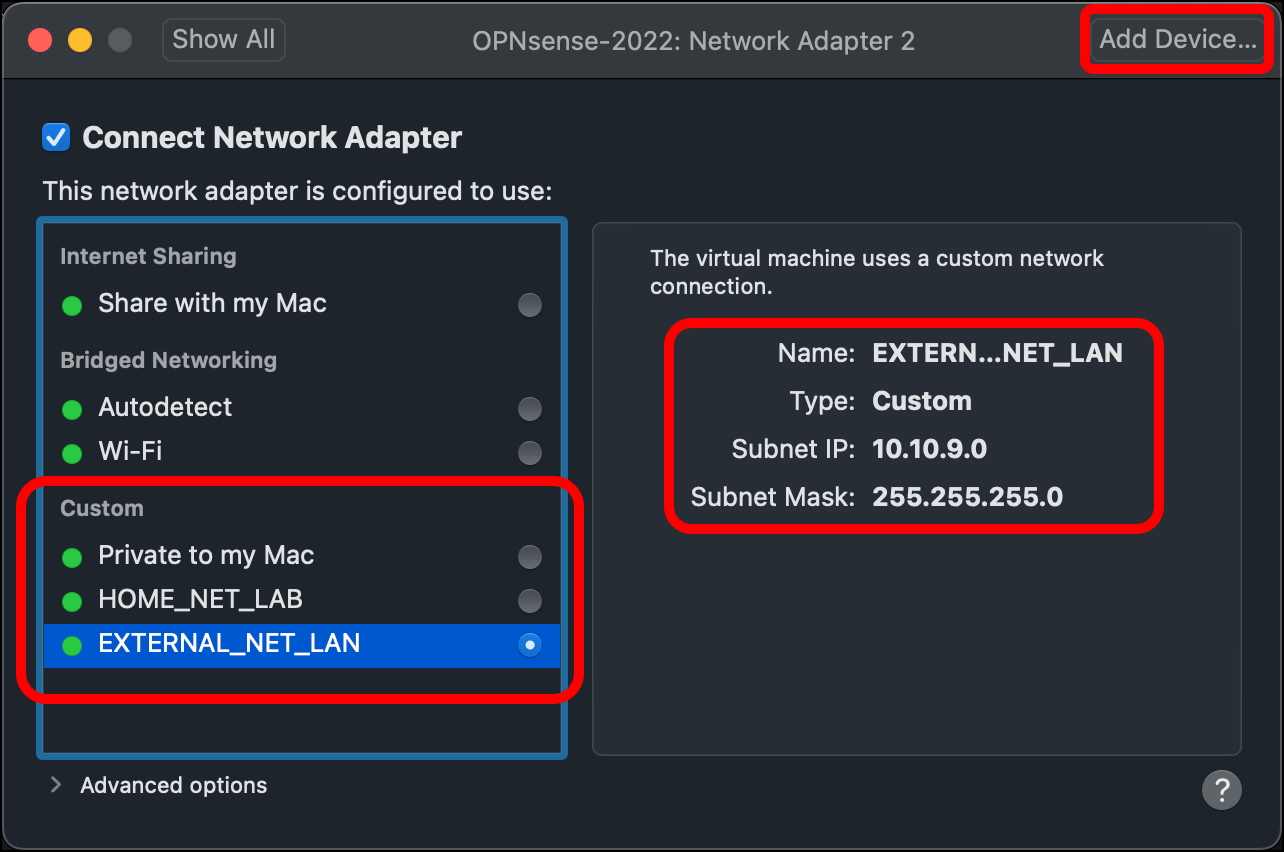 Show All
OPNsense-2022: Network Adapter 2
Add Device...
Connect Network Adapter
This network adapter is configured to use:
Internet Sharing
Share with my Mac
Bridged Networking
Autodetect
Wi-Fi
Custom
Private to my Mac
HOME_NET_LAB
EXTERNAL_NET_LAN
Advanced options
The virtual machine uses a custom network
connection.
Name: EXTERN...NET_LAN
Type: Custom
Subnet IP: 10.10.9.0
Subnet Mask: 255.255.255.0
?